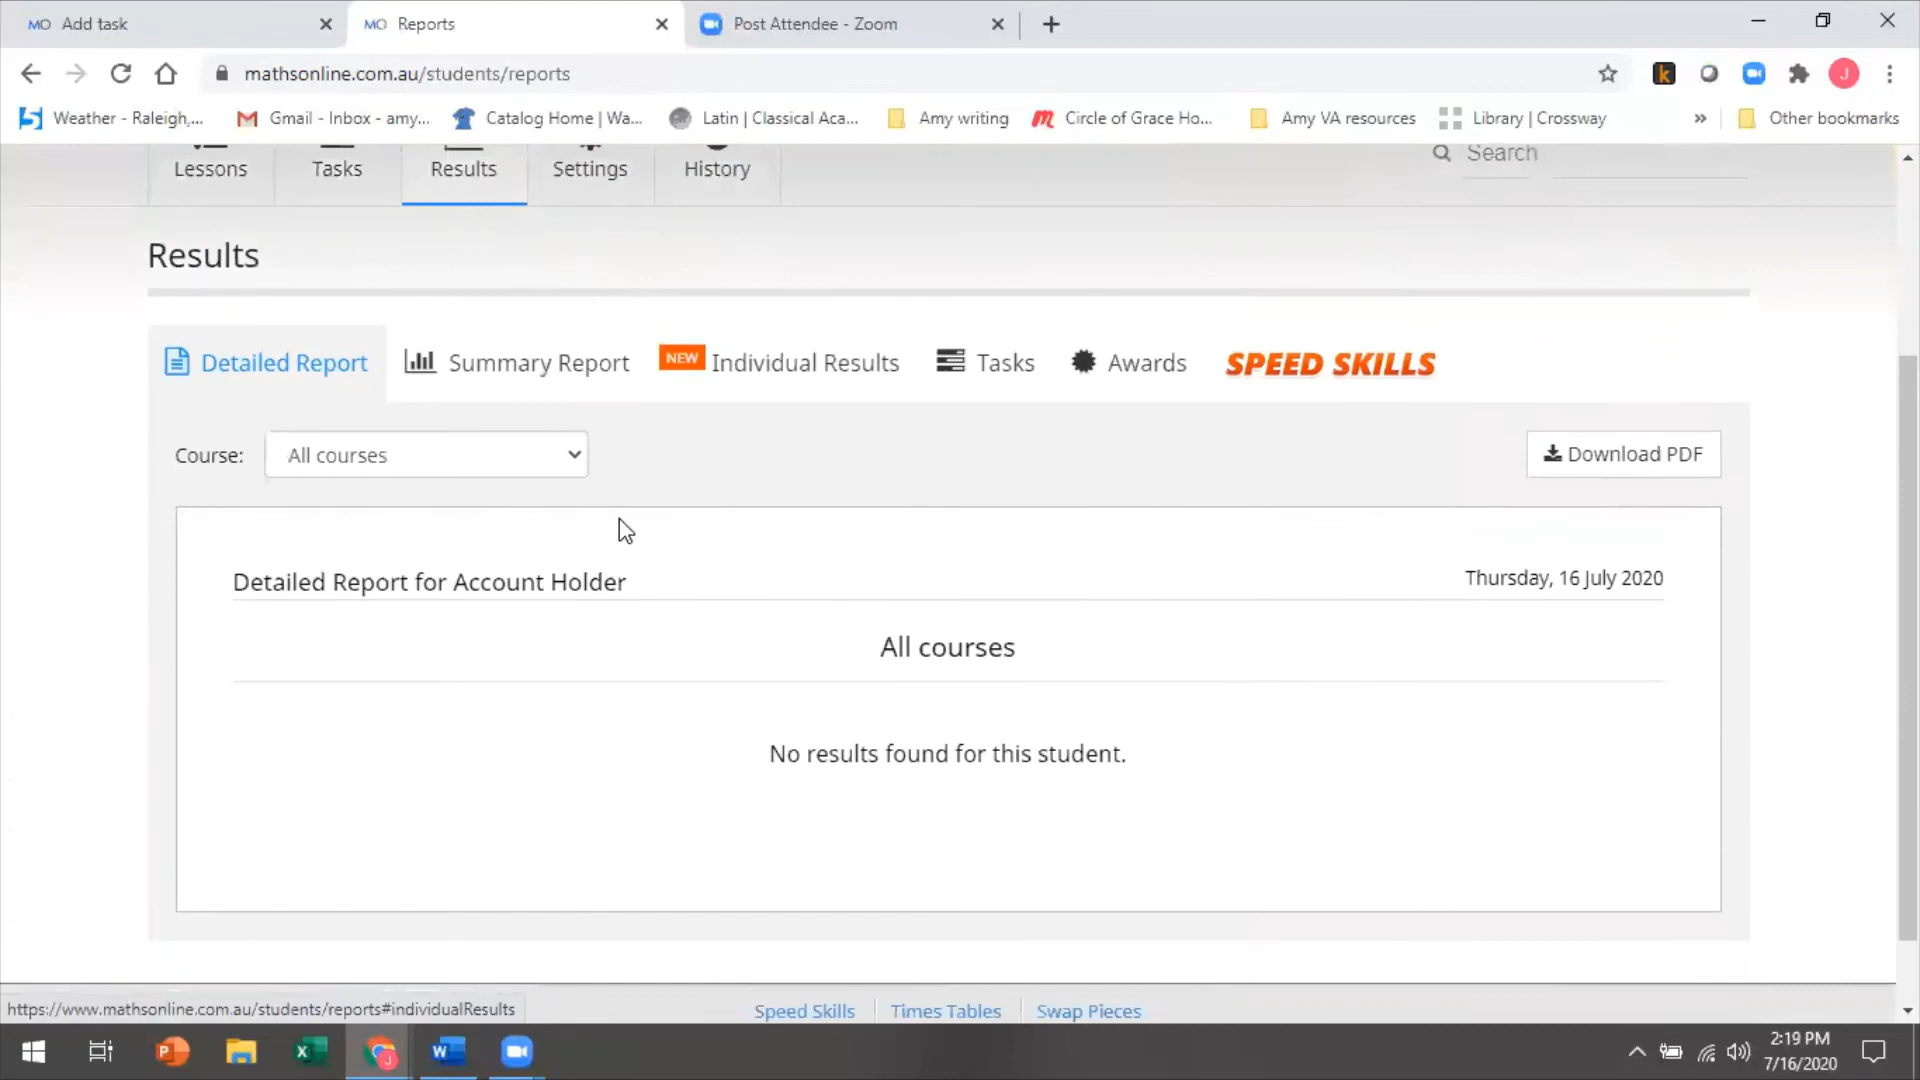 MO Add task
MO Reports
Post Attendee - Zoom
mathsonline.com.au/students/reports
Weather - Raleigh,...
Gmail - Inbox - amy...
Catalog Home | Wa...
Latin | Classical Aca...
Amy writing
Circle of Grace Ho...
Amy VA resources
Library | Crossway
»
Other bookmarks
Lessons
Tasks
Results
Settings
History
Search
Results
Detailed Report
Summary Report
NEW Individual Results
Tasks
Awards
SPEED SKILLS
Course:
All courses
Download PDF
Detailed Report for Account Holder
Thursday, 16 July 2020
All courses
No results found for this student.
https://www.mathsonline.com.au/students/reports#individualResults
Speed Skills
Times Tables
Swap Pieces
2:19 PM
7/16/2020